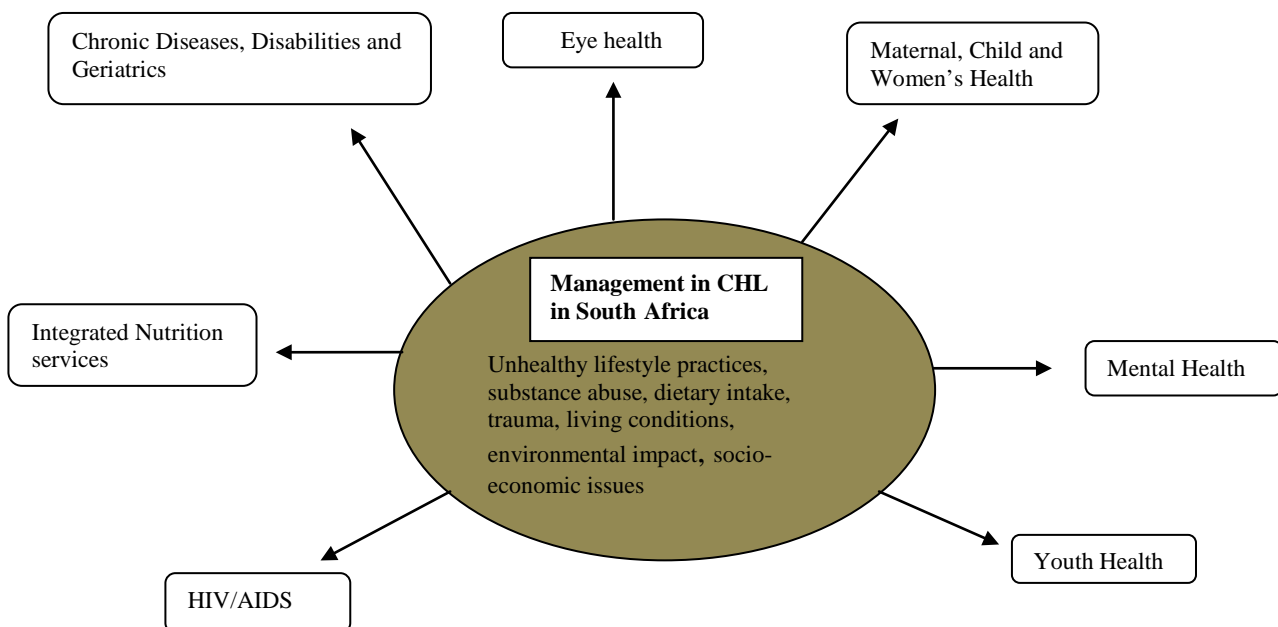 Chronic Diseases, Disabilities and
Geriatrics
Eye health
Maternal, Child and
Women’s Health
Management in CHL
in South Africa
Unhealthy lifestyle practices,
substance abuse, dietary intake,
trauma, living conditions,
environmental impact, socio-
economic issues
Integrated Nutrition
services
Mental Health
HIV/AIDS
Youth Health